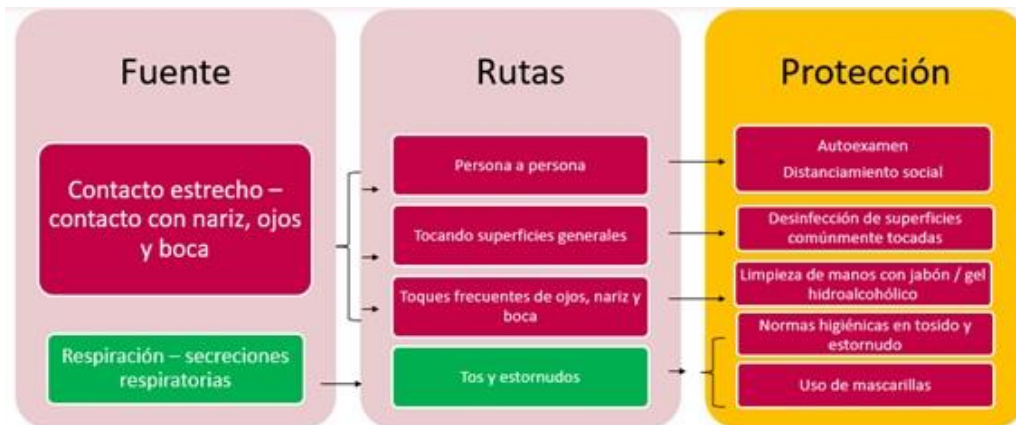 Fuente
Contacto estrecho –
contacto con nariz, ojos
y boca
Respiración – secreciones
respiratorias
Rutas
Persona a persona
Tocando superficies generales
Toques frecuentes de ojos, nariz y
boca
Tos y estornudos
Protección
Autoexamen
Distanciamiento social
Desinfección de superficies
comúnmente tocadas
Limpieza de manos con jabón / gel
hidroalcohólico
Normas higiénicas en tosido y
estornudo
Uso de mascarillas